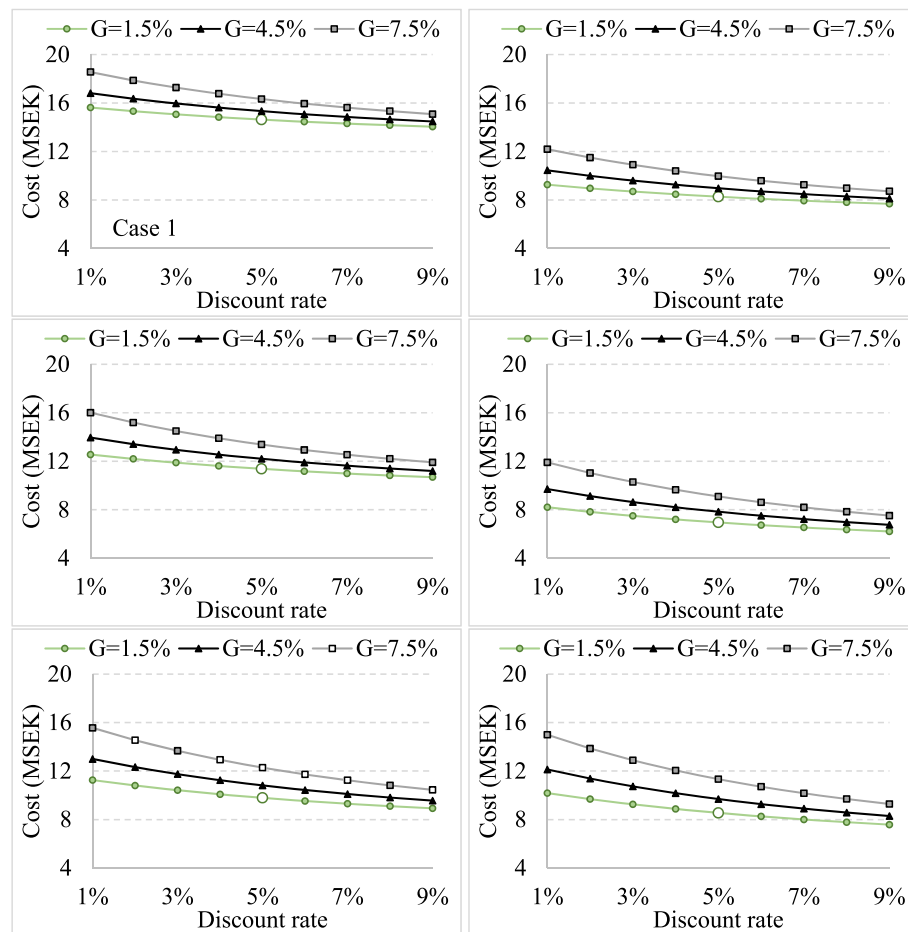 G=1.5% G=4.5% G=7.5%
20
16
12
8
4
Cost (MSEK)
Case 1
1% 3% 5% 7% 9%
Discount rate
G=1.5% G=4.5% G=7.5%
20
16
12
8
4
Cost (MSEK)
1% 3% 5% 7% 9%
Discount rate
G=1.5% G=4.5% G=7.5%
20
16
12
8
4
Cost (MSEK)
1% 3% 5% 7% 9%
Discount rate
G=1.5% G=4.5% G=7.5%
20
16
12
8
4
Cost (MSEK)
1% 3% 5% 7% 9%
Discount rate
G=1.5% G=4.5% G=7.5%
20
16
12
8
4
Cost (MSEK)
1% 3% 5% 7% 9%
Discount rate
G=1.5% G=4.5% G=7.5%
20
16
12
8
4
Cost (MSEK)
1% 3% 5% 7% 9%
Discount rate